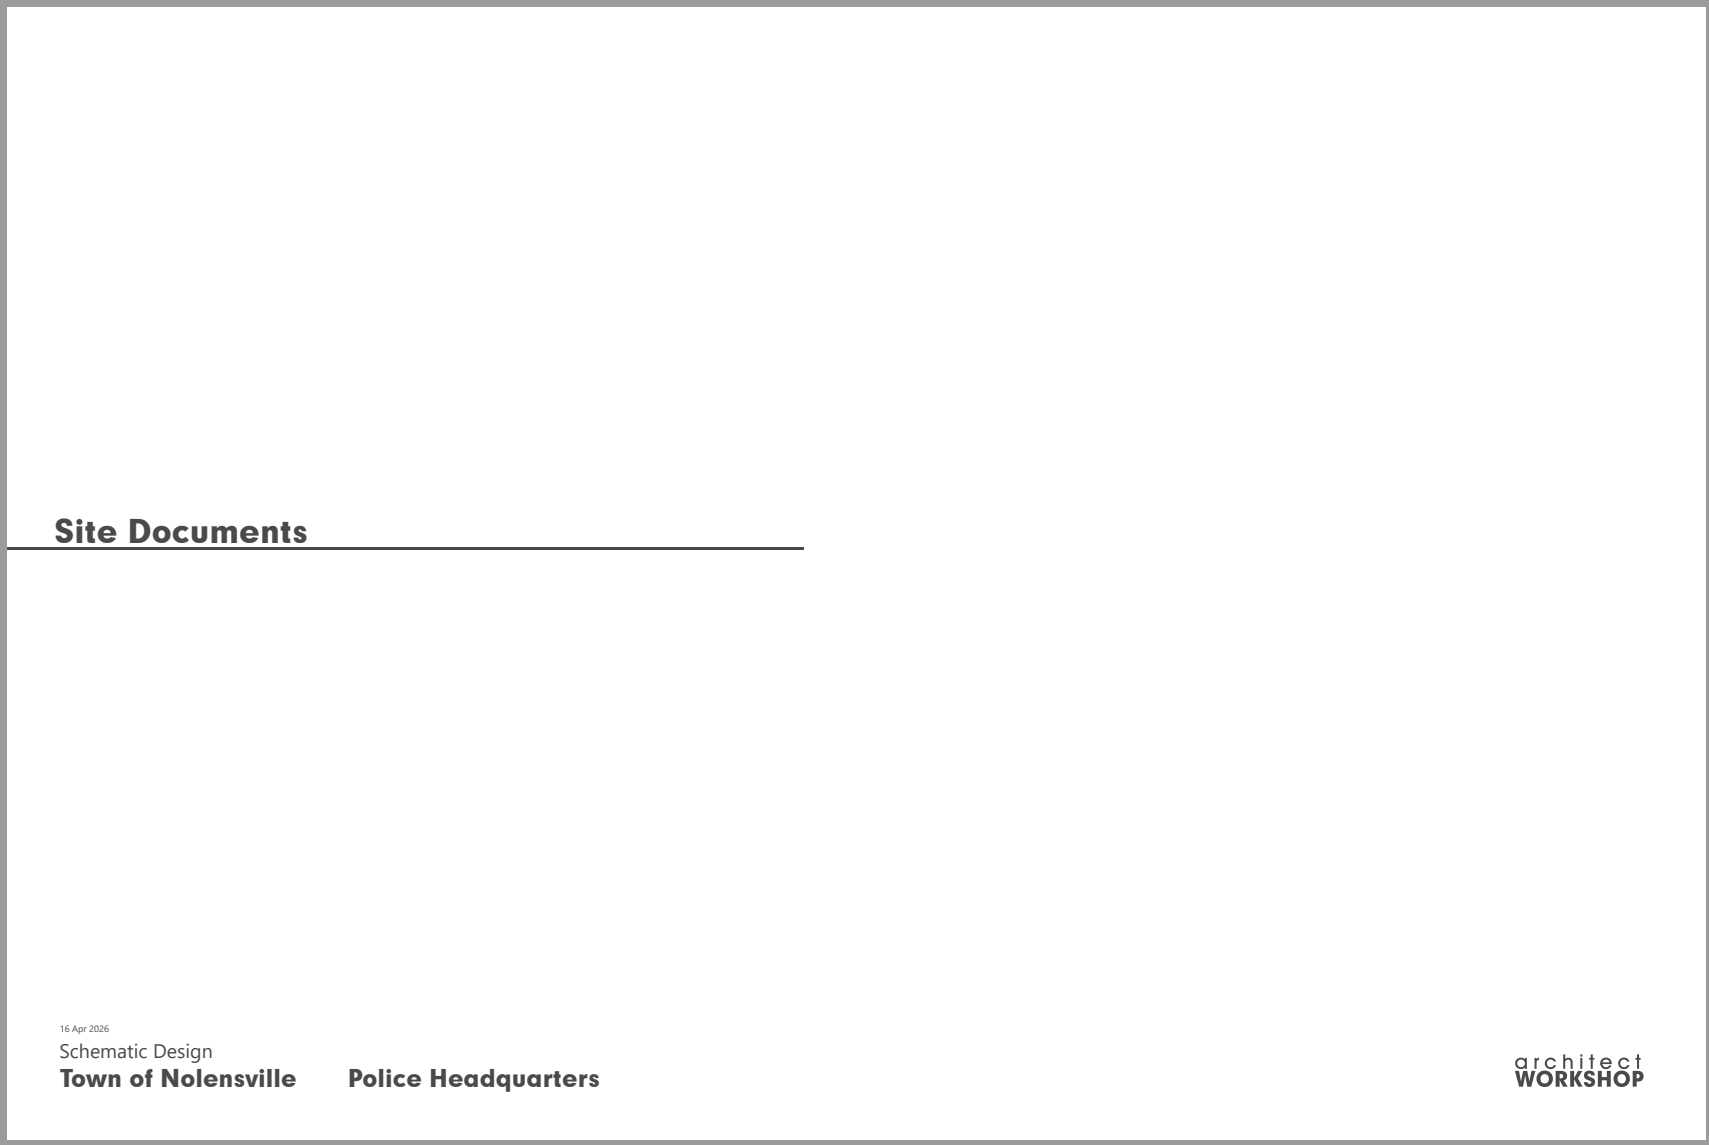 Site Documents
16 Apr 2026
Schematic Design
Town of Nolensville Police Headquarters
architect
WORKSHOP